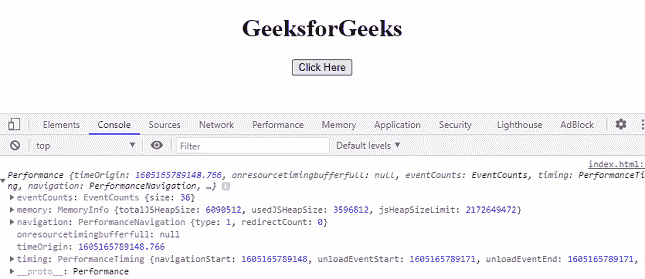 GeeksforGeeks
Click Here
Elements Console Sources Network Performance Memory Application Security Lighthouse AdBlock
top Filter Default levels
index.html:
Performance {timeOrigin: 1605165789148.766, onresourcetimingbufferfull: null, eventCounts: EventCounts, timing: PerformanceTi
ng, navigation: PerformanceNavigation, …}
eventCounts: EventCounts {size: 36}
memory: MemoryInfo {totalJSHeapSize: 6090512, usedJSHeapSize: 3596812, jsHeapSizeLimit: 2172649472}
navigation: PerformanceNavigation {type: 1, redirectCount: 0}
onresourcetimingbufferfull: null
timeOrigin: 1605165789148.766
timing: PerformanceTiming {navigationStart: 1605165789148, unloadEventStart: 1605165789171, unloadEventEnd: 1605165789171,
__proto__: Performance